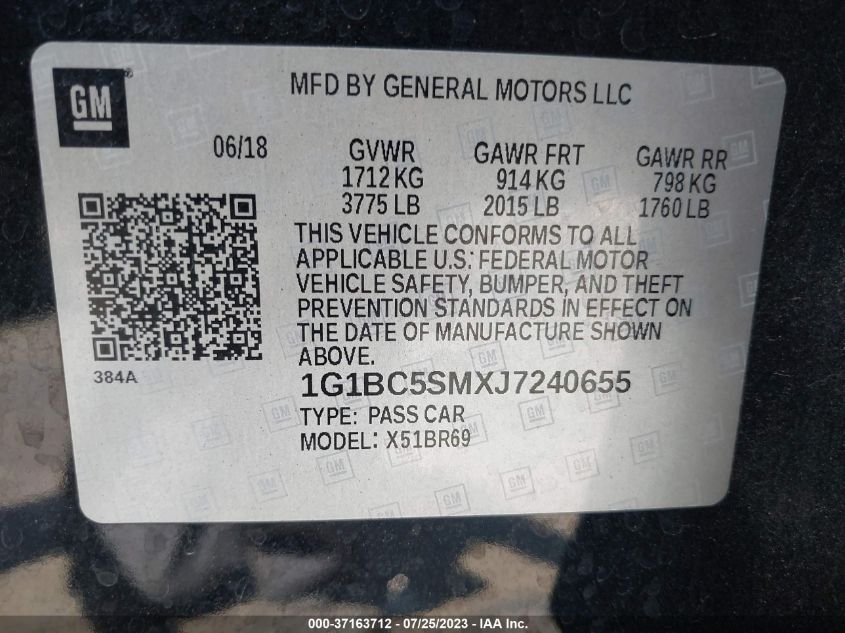 GM
MFD BY GENERAL MOTORS LLC
06/18
GVWR GAWR FRT GAWR RR
1712 KG 914 KG 798 KG
3775 LB 2015 LB 1760 LB
THIS VEHICLE CONFORMS TO ALL
APPLICABLE U.S. FEDERAL MOTOR
VEHICLE SAFETY, BUMPER, AND THEFT
PREVENTION STANDARDS IN EFFECT ON
THE DATE OF MANUFACTURE SHOWN
ABOVE.
384A
1G1BC5SMXJ7240655
TYPE: PASS CAR
MODEL: X51BR69
000-37163712 - 07/25/2023 - IAA Inc.